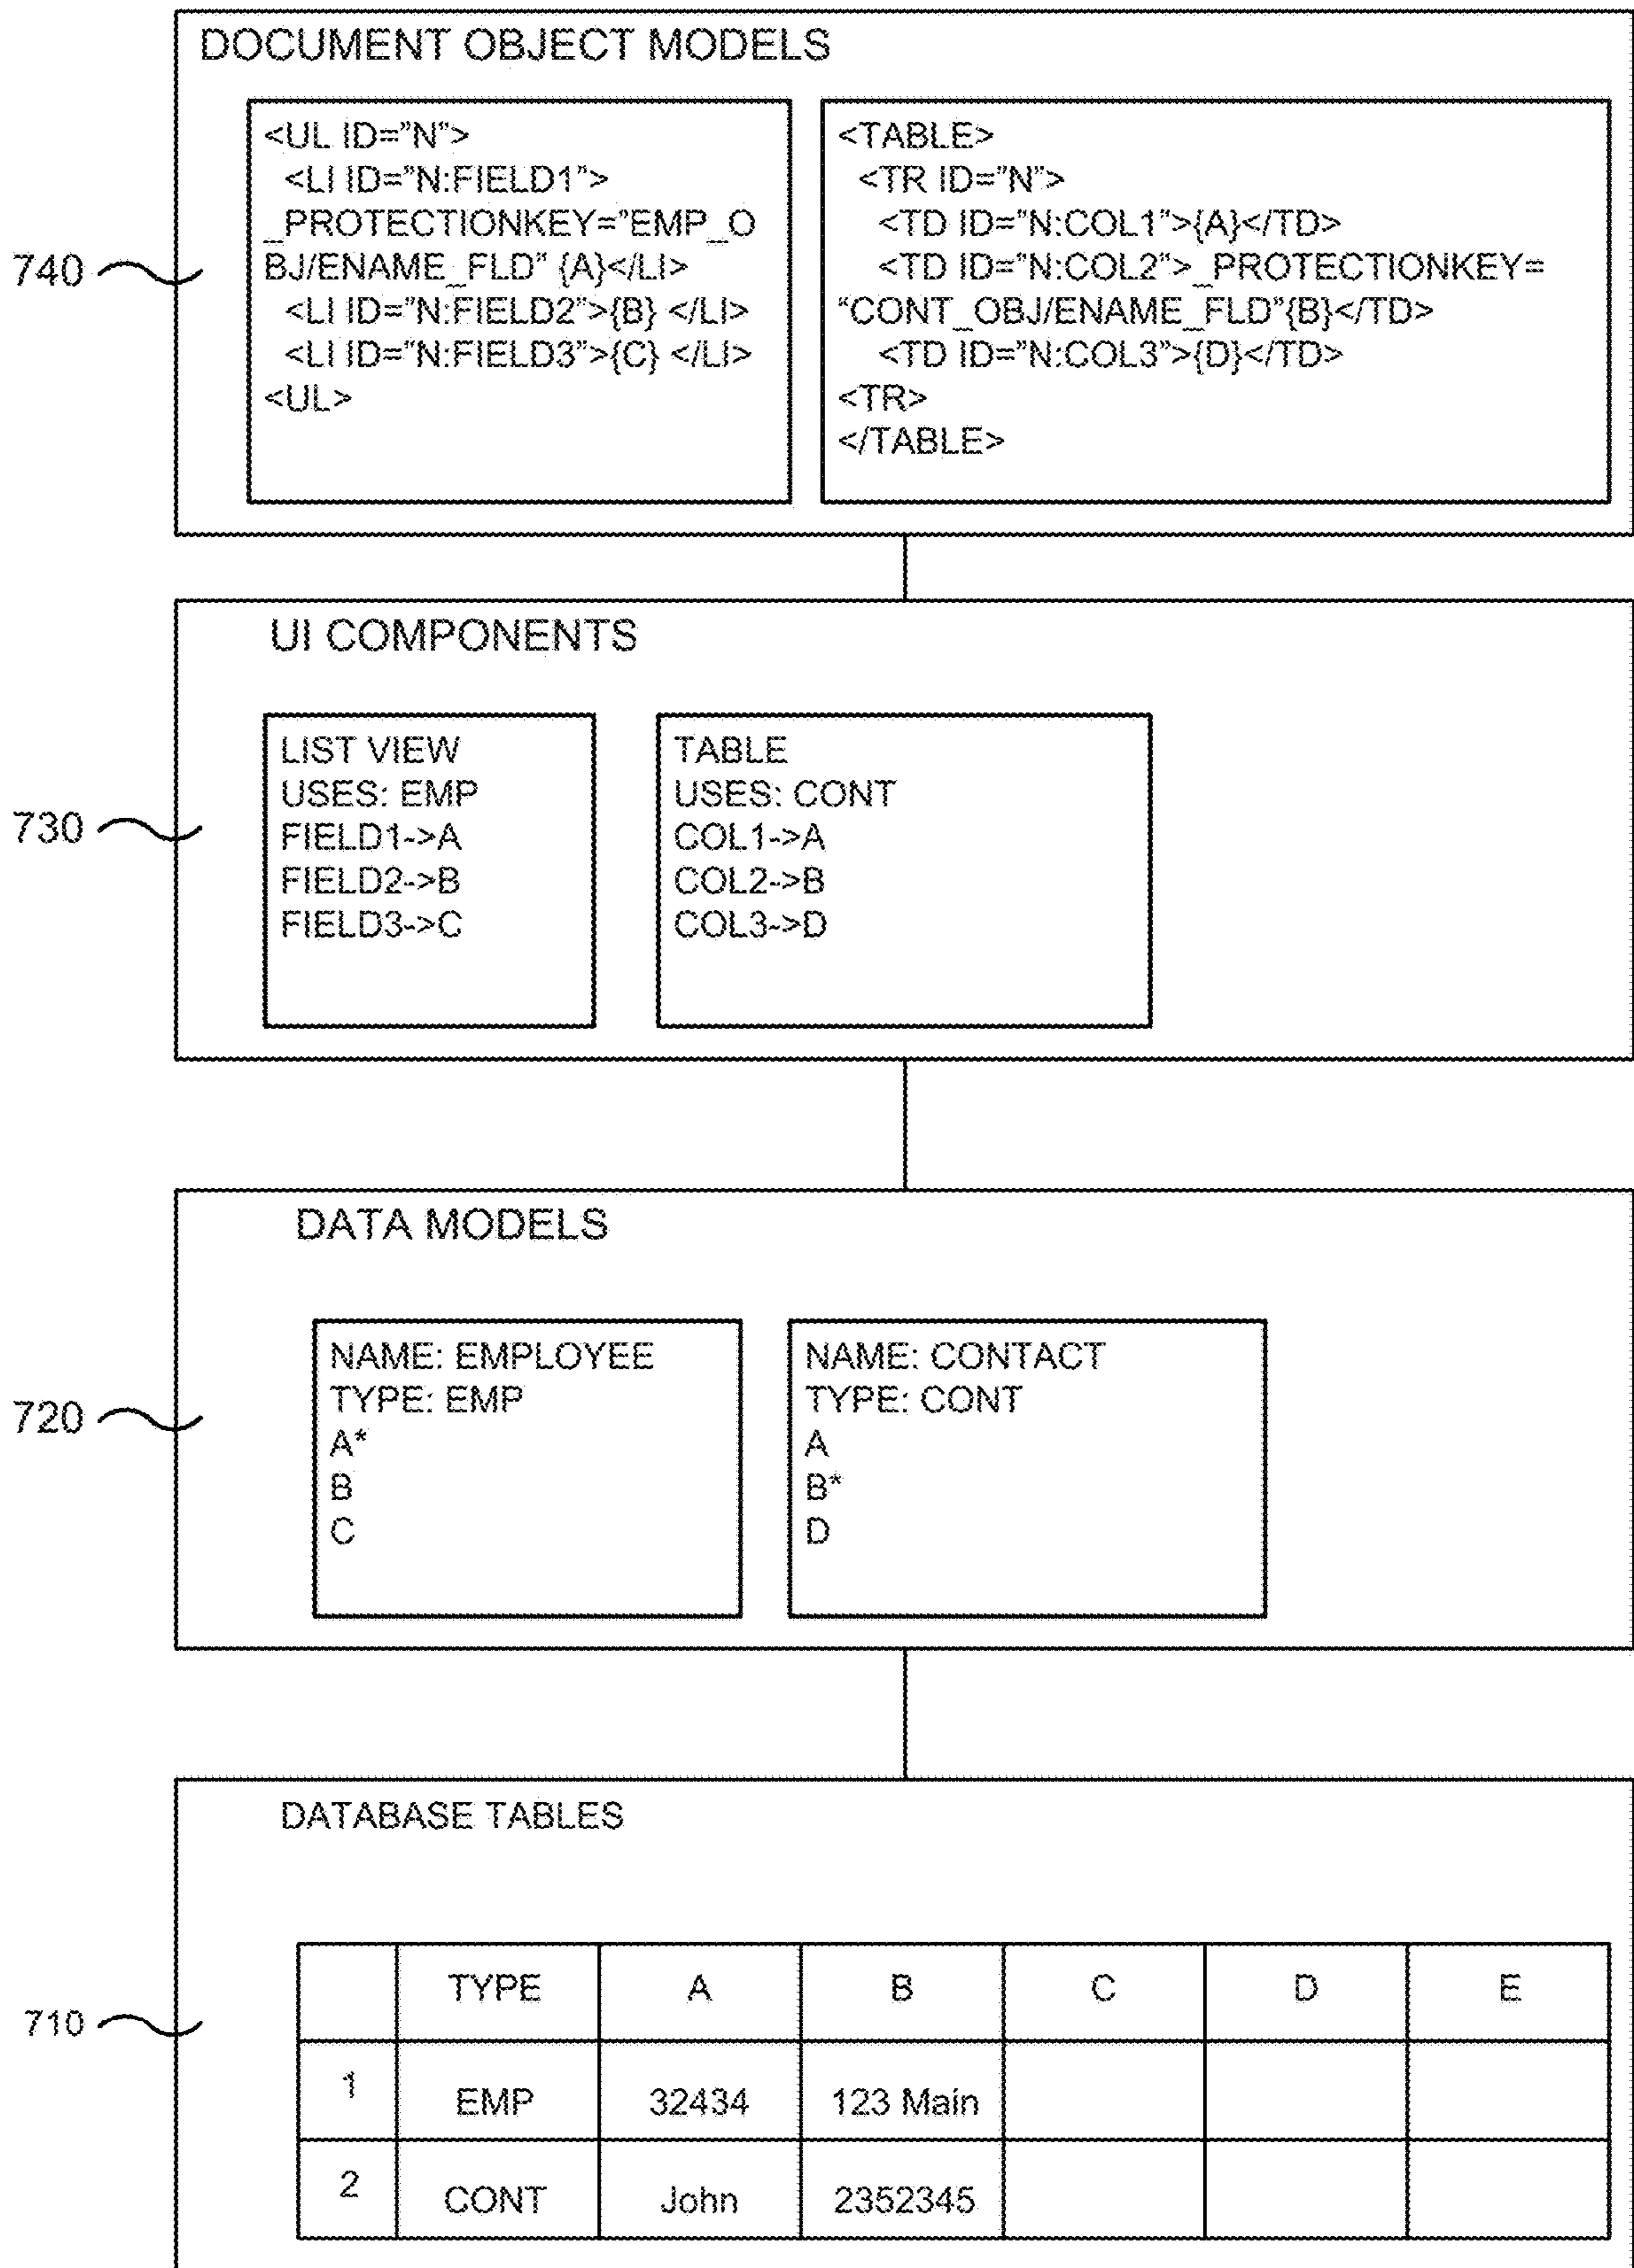 DOCUMENT OBJECT MODELS
<UL ID=”N”>
<LI ID=”N:FIELD1”>
_PROTECTIONKEY=”EMP_O
BJ/ENAME_FLD” {A}</LI>
<LI ID=”N:FIELD2”>{B} </LI>
<LI ID=”N:FIELD3”>{C} </LI>
<UL>
<TABLE>
<TR ID=”N”>
<TD ID=”N:COL1”>{A}</TD>
<TD ID=”N:COL2”>_PROTECTIONKEY=
“CONT_OBJ/ENAME_FLD”{B}</TD>
<TD ID=”N:COL3”>{D}</TD>
<TR>
</TABLE>
740
UI COMPONENTS
LIST VIEW
USES: EMP
FIELD1->A
FIELD2->B
FIELD3->C
TABLE
USES: CONT
COL1->A
COL2->B
COL3->D
730
DATA MODELS
NAME: EMPLOYEE
TYPE: EMP
A*
B
C
NAME: CONTACT
TYPE: CONT
A
B*
D
720
DATABASE TABLES
TYPE A B C D E
1 EMP 32434 123 Main
2 CONT John 2352345
710